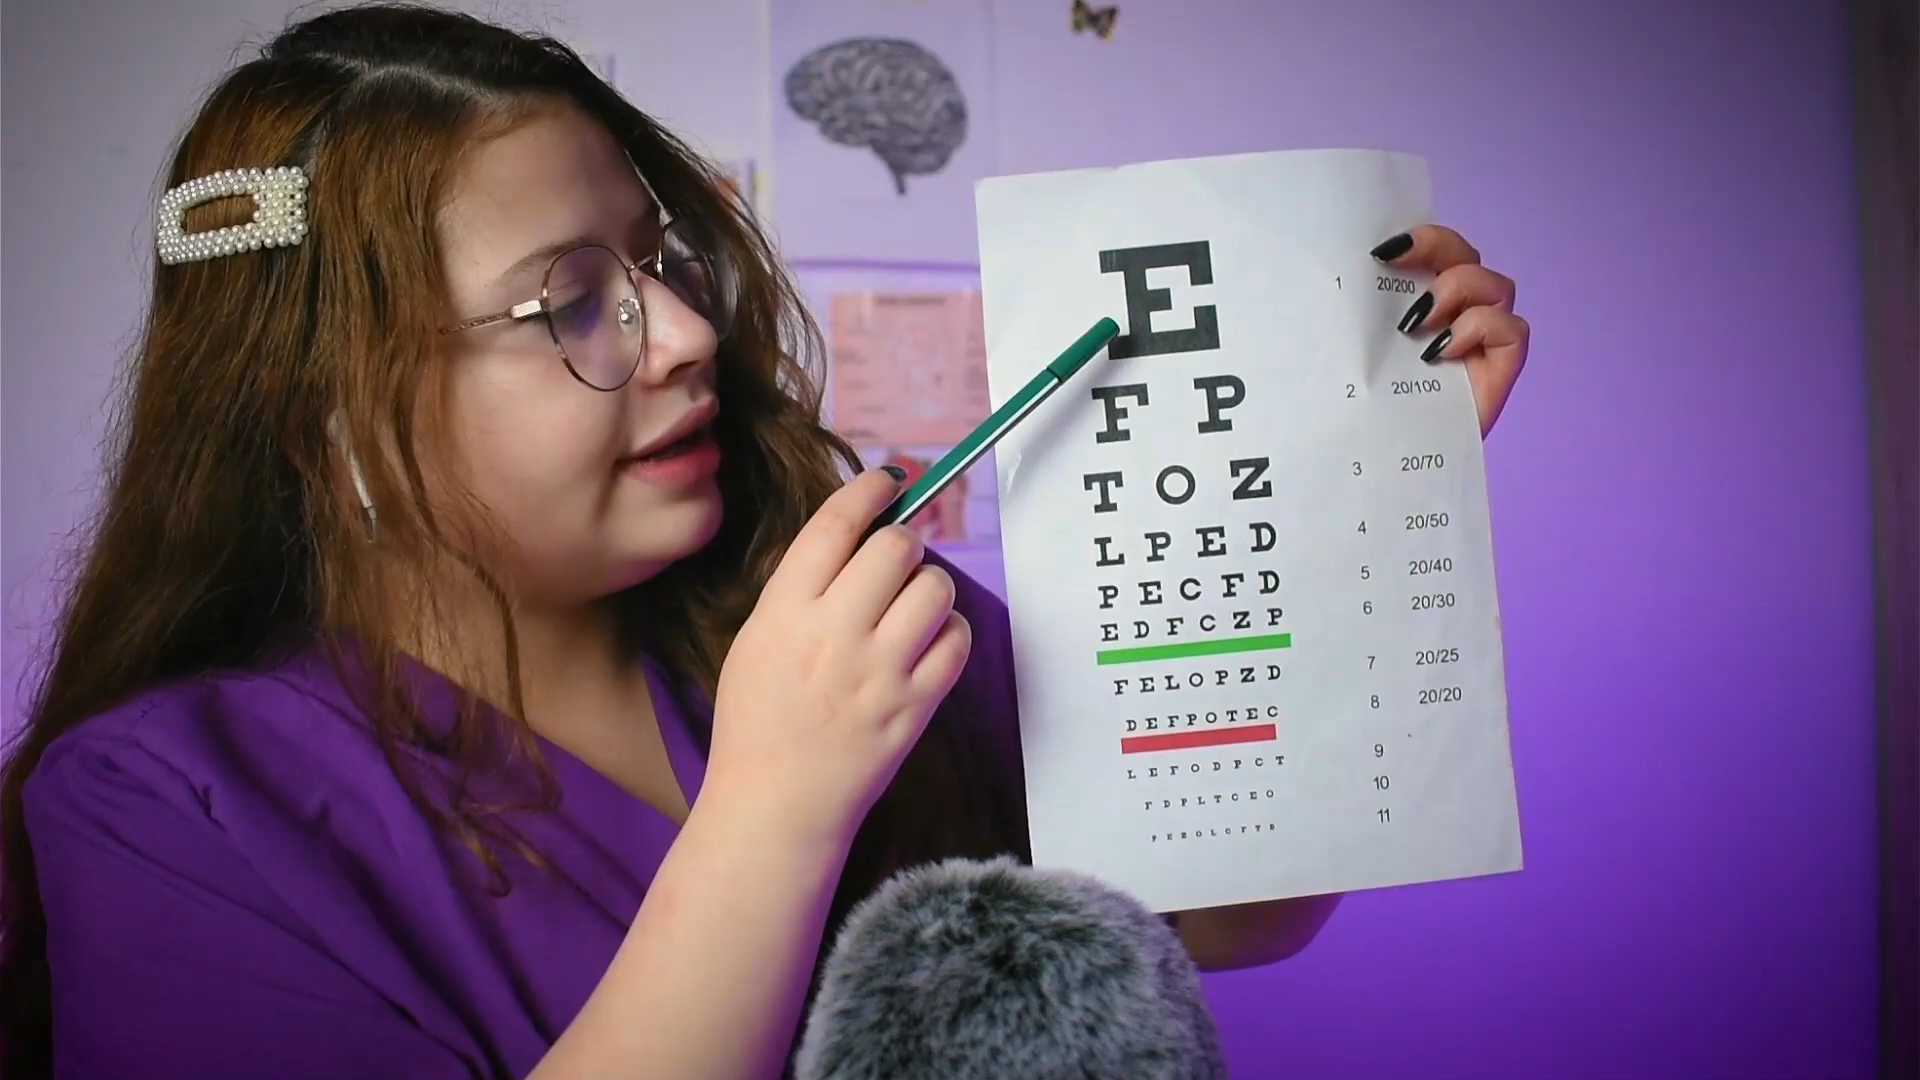 E 1 20/200
F P 2 20/100
T O Z 3 20/70
L P E D 4 20/50
P E C F D 5 20/40
E D F C Z P 6 20/30
F E L O P Z D 7 20/25
D E F P O T E C 8 20/20
L E F O D P C T 9
F D P L T C E O 10
P E Z O L C F T D 11